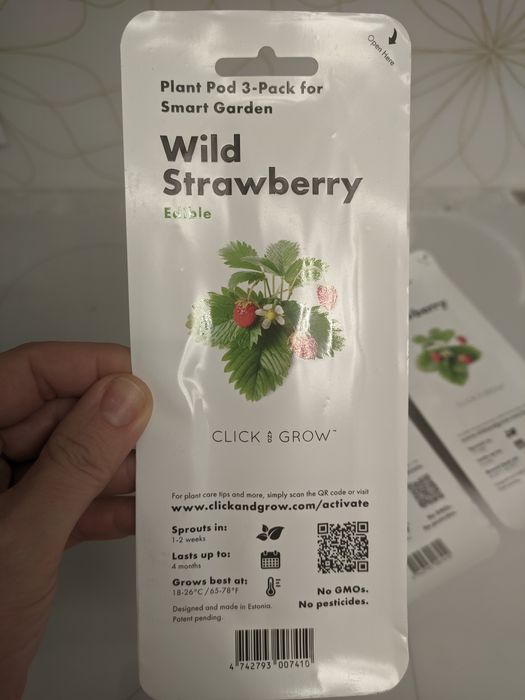 Open Here
Plant Pod 3-Pack for
Smart Garden
Wild
Strawberry
Edible
CLICK AND GROW™
For plant care tips and more, simply scan the QR code or visit
www.clickandgrow.com/activate
Sprouts in:
1-2 weeks
Lasts up to:
4 months
Grows best at:
18-26°C /65-78°F
Designed and made in Estonia.
Patent pending.
No GMOs.
No pesticides.
4 742793 007410